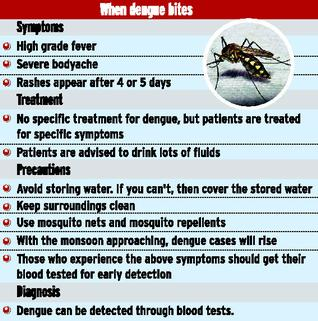 When dengue bites
Symptoms
High grade fever
Severe bodyache
Rashes appear after 4 or 5 days
Treatment
No specific treatment for dengue, but patients are treated
for specific symptoms
Patients are advised to drink lots of fluids
Precautions
Avoid storing water. If you can't, then cover the stored water
Keep surroundings clean
Use mosquito nets and mosquito repellents
With the monsoon approaching, dengue cases will rise
Those who experience the above symptoms should get their
blood tested for early detection
Diagnosis
Dengue can be detected through blood tests.